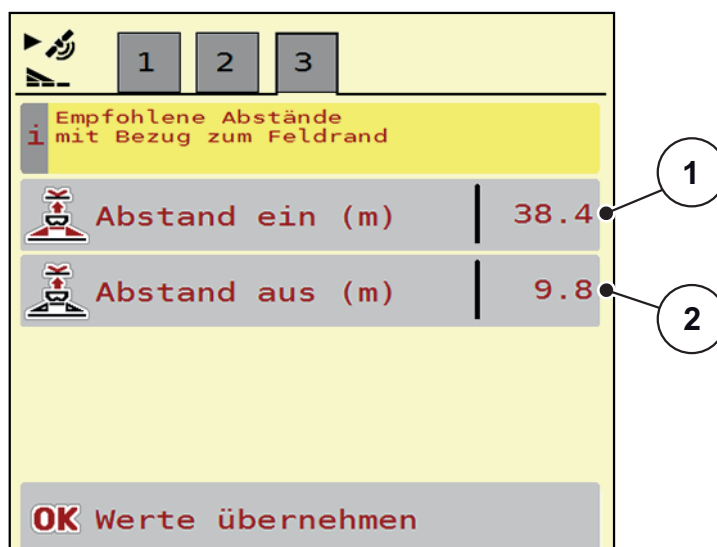 1 2 3
i
Empfohlene Abstände
mit Bezug zum Feldrand
Abstand ein (m) 38.4
1
Abstand aus (m) 9.8
2
OK Werte übernehmen